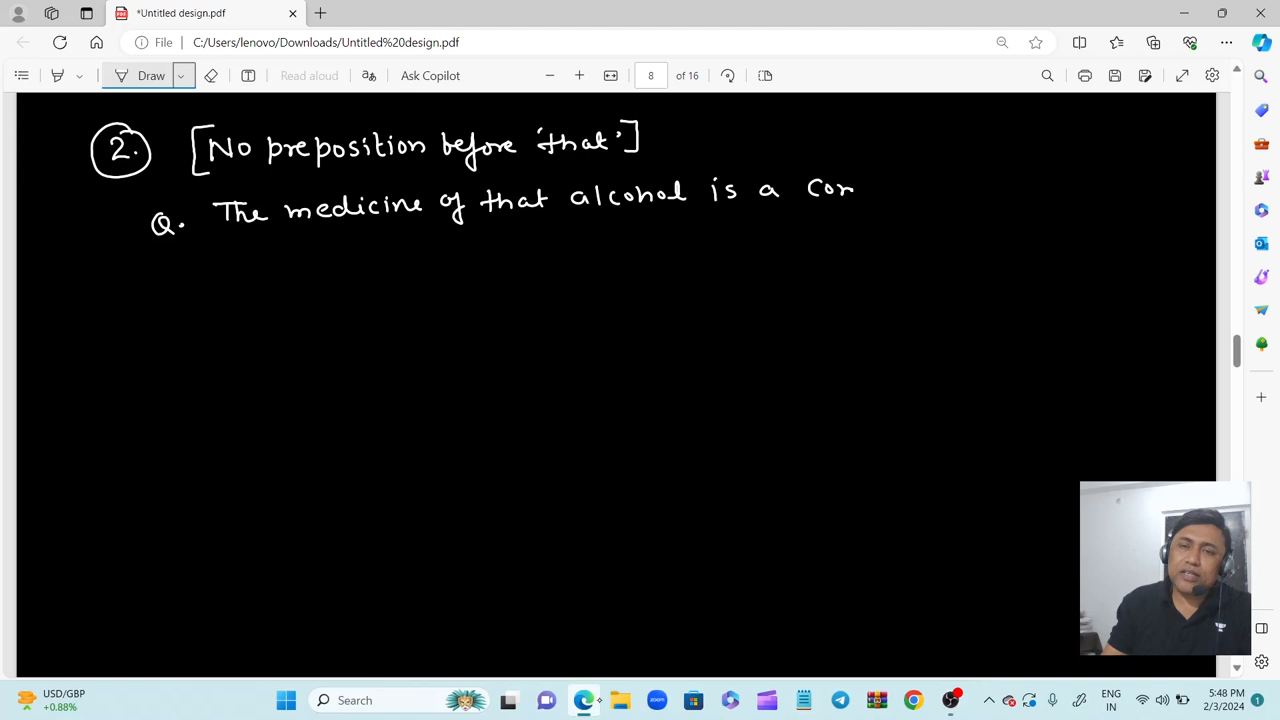 *Untitled design.pdf
File C:/Users/lenovo/Downloads/Untitled%20design.pdf
Draw Read aloud Ask Copilot 8 of 16
2. [No preposition before 'that']
Q. The medicine of that alcohol is a con
USD/GBP
+0.88%
Search
ENG
IN
5:48 PM
2/3/2024
1